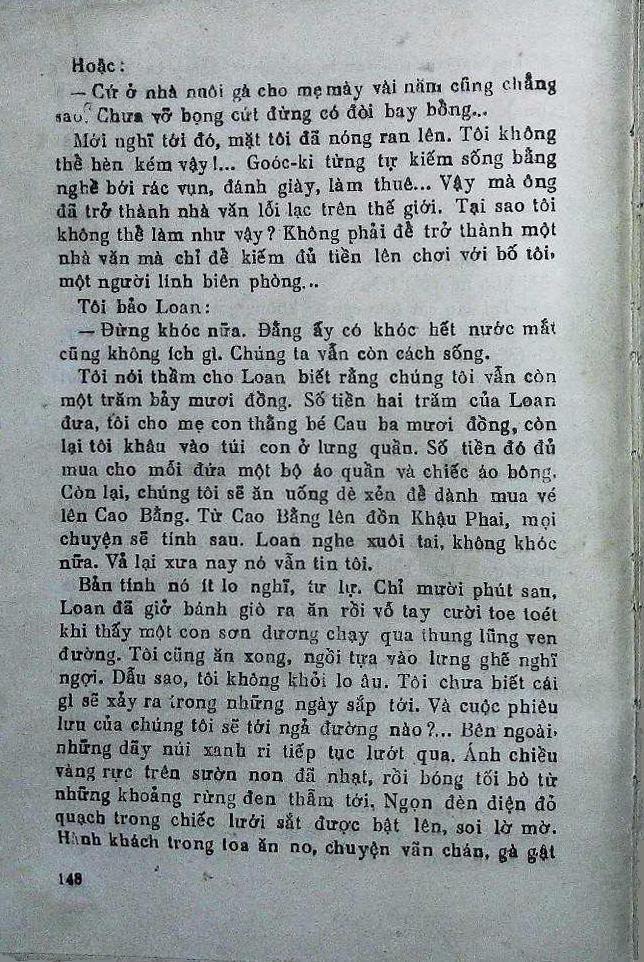 Hoặc:
— Cứ ở nhà nuôi gà cho mẹ mày vài năm cũng chẳng
sao. Chưa vỡ bọng cứt đừng có đòi bay bổng...
Mới nghĩ tới đó, mặt tôi đã nóng ran lên. Tôi không
thể hèn kém vậy!... Goóc-ki từng tự kiếm sống bằng
nghề bới rác vụn, đánh giày, làm thuê... Vậy mà ông
đã trở thành nhà văn lỗi lạc trên thế giới. Tại sao tôi
không thể làm như vậy? Không phải để trở thành một
nhà văn mà chỉ để kiếm đủ tiền lên chơi với bố tôi,
một người lính biên phòng...
Tôi bảo Loan:
— Đừng khóc nữa. Đằng ấy có khóc hết nước mắt
cũng không ích gì. Chúng ta vẫn còn cách sống.
Tôi nói thầm cho Loan biết rằng chúng tôi vẫn còn
một trăm bảy mươi đồng. Số tiền hai trăm của Loan
đưa, tôi cho mẹ con thằng bé Cau ba mươi đồng, còn
lại tôi khâu vào túi con ở lưng quần. Số tiền đó đủ
mua cho mỗi đứa một bộ áo quần và chiếc áo bông.
Còn lại, chúng tôi sẽ ăn uống dè xẻn để dành mua vé
lên Cao Bằng. Từ Cao Bằng lên đồn Khậu Phai, mọi
chuyện sẽ tính sau. Loan nghe xuôi tai, không khóc
nữa. Vả lại xưa nay nó vẫn tin tôi.
Bản tính nó ít lo nghĩ, tư lự. Chỉ mười phút sau,
Loan đã giở bánh giò ra ăn rồi vỗ tay cười toe toét
khi thấy một con sơn dương chạy qua thung lũng ven
đường. Tôi cũng ăn xong, ngồi tựa vào lưng ghế nghĩ
ngợi. Dẫu sao, tôi không khỏi lo âu. Tôi chưa biết cái
gì sẽ xảy ra trong những ngày sắp tới. Và cuộc phiêu
lưu của chúng tôi sẽ tới ngả đường nào?... Bên ngoài,
những dãy núi xanh rì tiếp tục lướt qua. Ánh chiều
vàng rực trên sườn non đã nhạt, rồi bóng tối bò từ
những khoảng rừng đen thẫm tới. Ngọn đèn điện đỏ
quạch trong chiếc lưới sắt được bật lên, soi lờ mờ.
Hành khách trong toa ăn no, chuyện vãn chán, gà gật
148